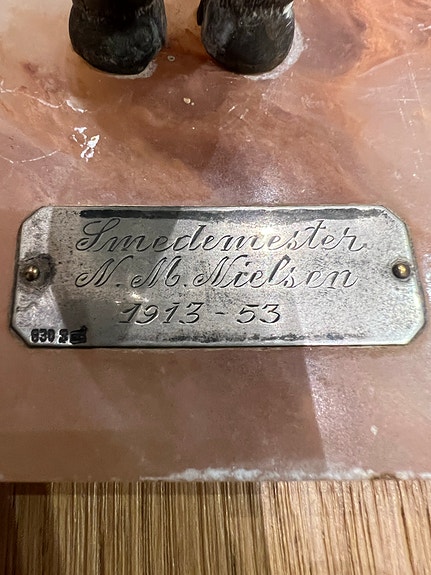 Smedemester
N. M. Nielsen
1913 - 53
830 S